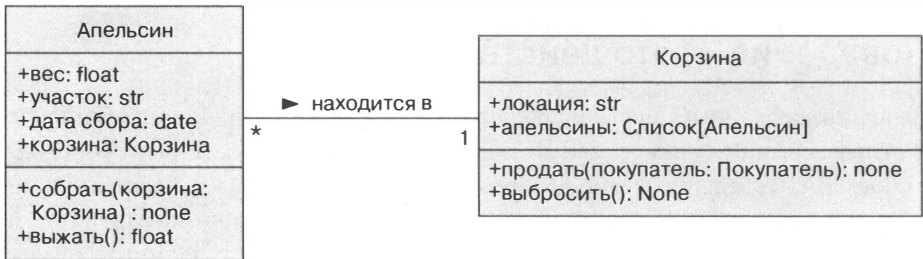 Апельсин
+вес: float
+участок: str
+дата сбора: date
+корзина: Корзина
+собрать(корзина:
Корзина) : none
+выжать(): float
► находится в
*
1
Корзина
+локация: str
+апельсины: Список[Апельсин]
+продать(покупатель: Покупатель): none
+выбросить(): None